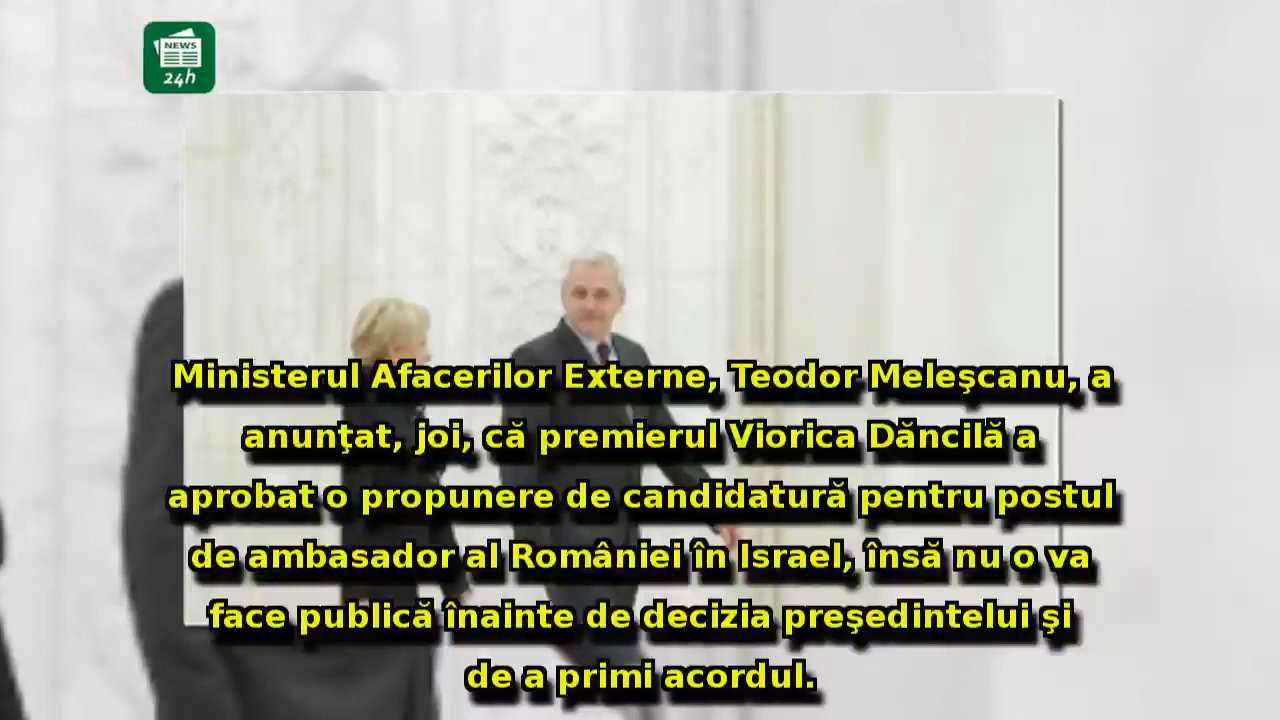 NEWS
24h
Ministerul Afacerilor Externe, Teodor Meleşcanu, a
anunţat, joi, că premierul Viorica Dăncilă a
aprobat o propunere de candidatură pentru postul
de ambasador al României în Israel, însă nu o va
face publică înainte de decizia preşedintelui şi
de a primi acordul.